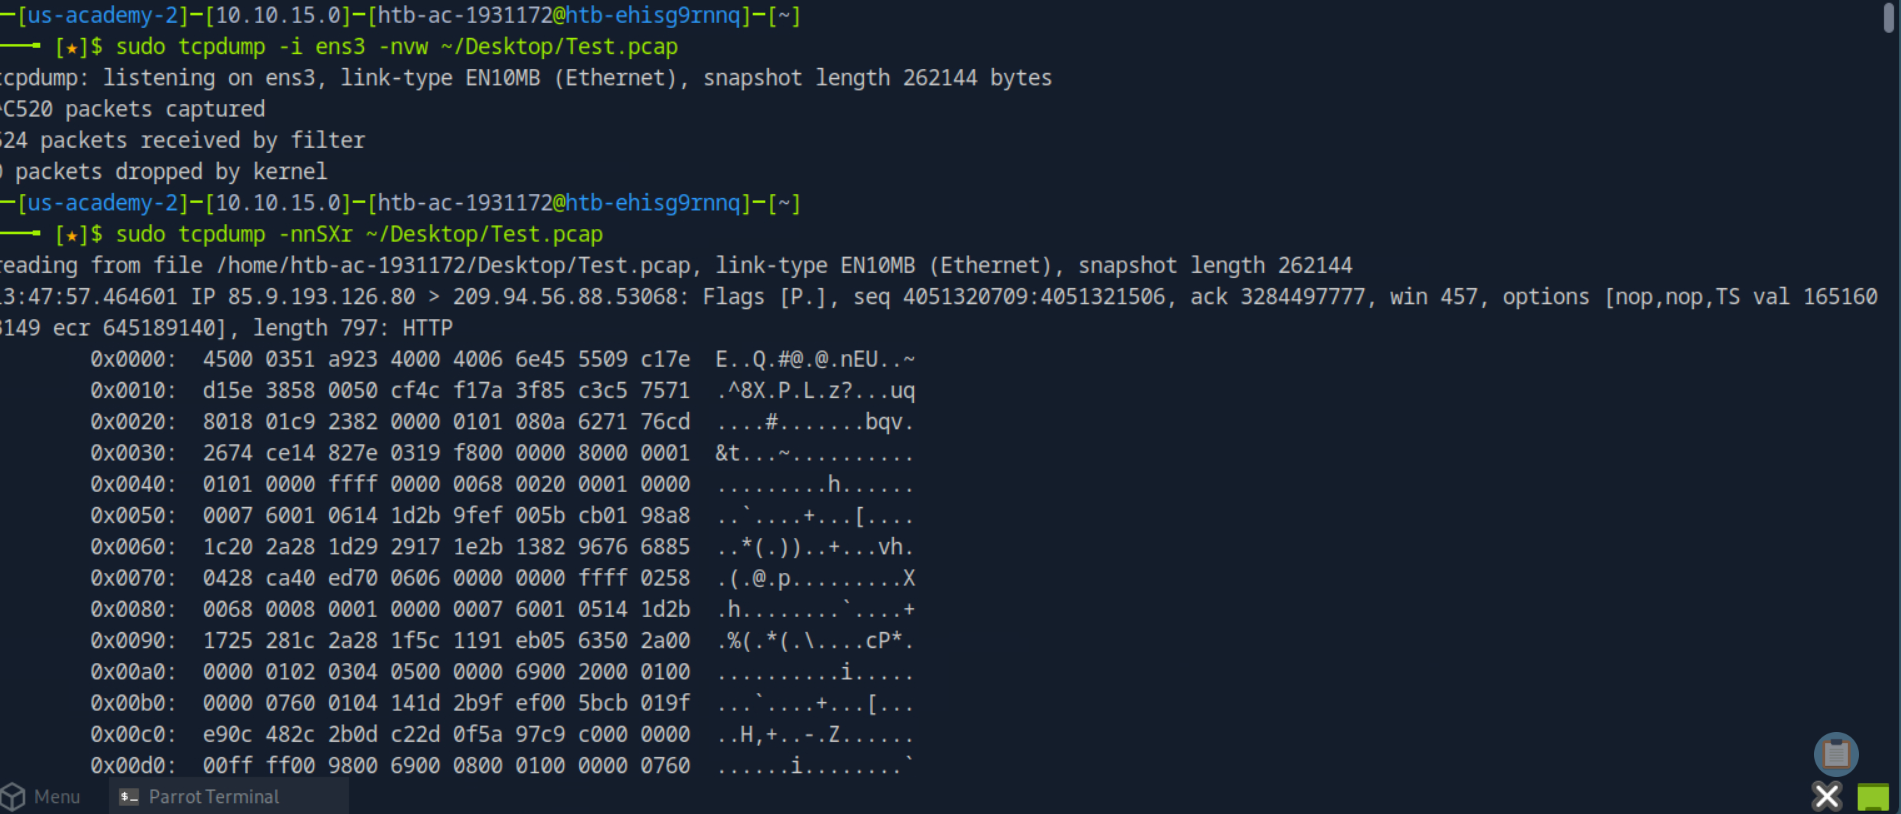 ─[us-academy-2]─[10.10.15.0]─[htb-ac-1931172@htb-ehisg9rnnq]─[~]
──╼ [★]$ sudo tcpdump -i ens3 -nvw ~/Desktop/Test.pcap
tcpdump: listening on ens3, link-type EN10MB (Ethernet), snapshot length 262144 bytes
^C520 packets captured
524 packets received by filter
0 packets dropped by kernel
─[us-academy-2]─[10.10.15.0]─[htb-ac-1931172@htb-ehisg9rnnq]─[~]
──╼ [★]$ sudo tcpdump -nnSXr ~/Desktop/Test.pcap
reading from file /home/htb-ac-1931172/Desktop/Test.pcap, link-type EN10MB (Ethernet), snapshot length 262144
13:47:57.464601 IP 85.9.193.126.80 > 209.94.56.88.53068: Flags [P.], seq 4051320709:4051321506, ack 3284497777, win 457, options [nop,nop,TS val 165160
3149 ecr 645189140], length 797: HTTP
0x0000:  4500 0351 a923 4000 4006 6e45 5509 c17e  E..Q.#@.@.nEU..~
0x0010:  d15e 3858 0050 cf4c f17a 3f85 c3c5 7571  .^8X.P.L.z?...uq
0x0020:  8018 01c9 2382 0000 0101 080a 6271 76cd  ....#.......bqv.
0x0030:  2674 ce14 827e 0319 f800 0000 8000 0001  &t...~..........
0x0040:  0101 0000 ffff 0000 0068 0020 0001 0000  .........h......
0x0050:  0007 6001 0614 1d2b 9fef 005b cb01 98a8  ..`....+...[....
0x0060:  1c20 2a28 1d29 2917 1e2b 1382 9676 6885  ..*(.))..+...vh.
0x0070:  0428 ca40 ed70 0606 0000 0000 ffff 0258  .(.@.p.........X
0x0080:  0068 0008 0001 0000 0007 6001 0514 1d2b  .h........`....+
0x0090:  1725 281c 2a28 1f5c 1191 eb05 6350 2a00  .%(.*(.\....cP*.
0x00a0:  0000 0102 0304 0500 0000 6900 2000 0100  ..........i.....
0x00b0:  0000 0760 0104 141d 2b9f ef00 5bcb 019f  ...`....+...[...
0x00c0:  e90c 482c 2b0d c22d 0f5a 97c9 c000 0000  ..H,+..-.Z......
0x00d0:  00ff ff00 9800 6900 0800 0100 0000 0760  ......i........`
Menu
$_ Parrot Terminal